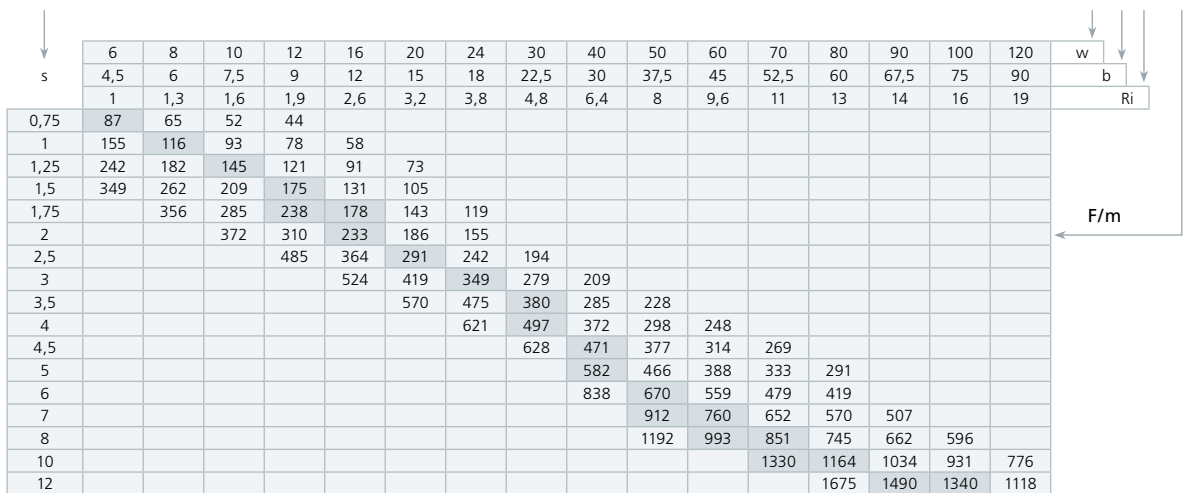 6 8 10 12 16 20 24 30 40 50 60 70 80 90 100 120 w
s 4,5 6 7,5 9 12 15 18 22,5 30 37,5 45 52,5 60 67,5 75 90 b
1 1,3 1,6 1,9 2,6 3,2 3,8 4,8 6,4 8 9,6 11 13 14 16 19 Ri
0,75 87 65 52 44
1 155 116 93 78 58
1,25 242 182 145 121 91 73
1,5 349 262 209 175 131 105
1,75 356 285 238 178 143 119
F/m
2 372 310 233 186 155
2,5 485 364 291 242 194
3 524 419 349 279 209
3,5 570 475 380 285 228
4 621 497 372 298 248
4,5 628 471 377 314 269
5 582 466 388 333 291
6 838 670 559 479 419
7 912 760 652 570 507
8 1192 993 851 745 662 596
10 1330 1164 1034 931 776
12 1675 1490 1340 1118